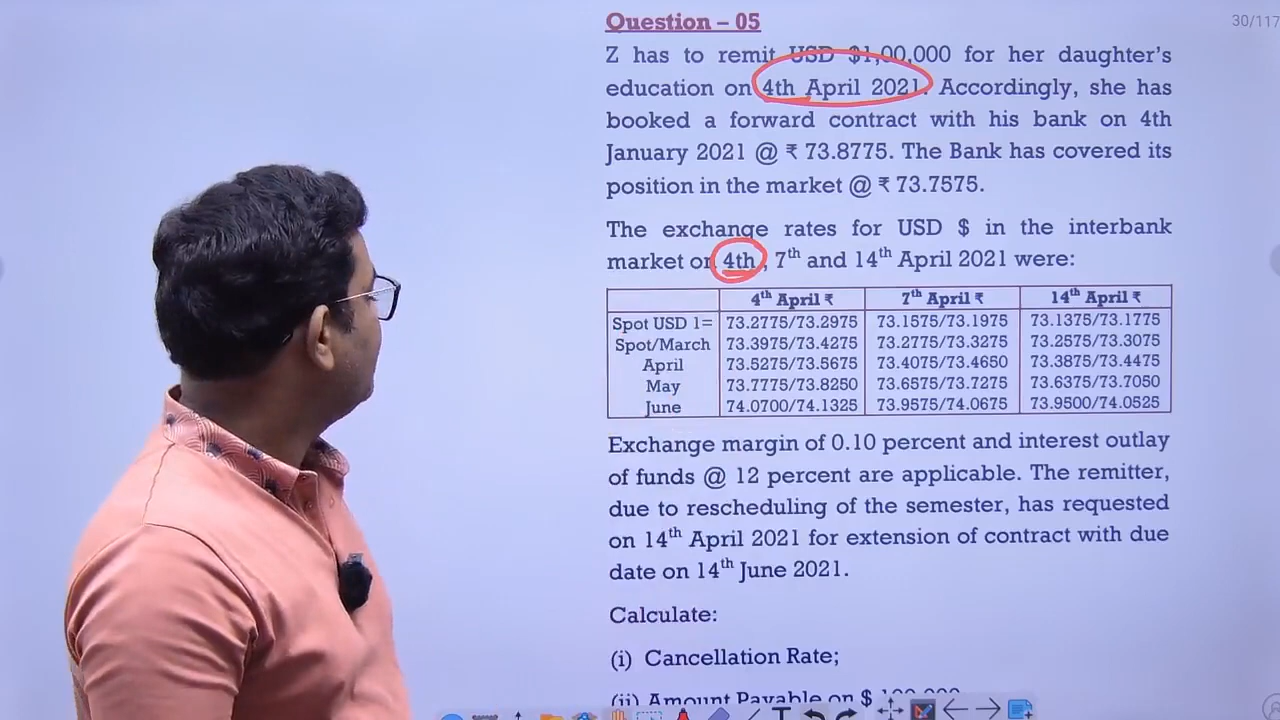 Question – 05
30/117
Z has to remit USD $1,00,000 for her daughter's
education on 4th April 2021. Accordingly, she has
booked a forward contract with his bank on 4th
January 2021 @ ₹ 73.8775. The Bank has covered its
position in the market @ ₹ 73.7575.
The exchange rates for USD $ in the interbank
market on 4th, 7th and 14th April 2021 were:
4th April ₹ 7th April ₹ 14th April ₹
Spot USD 1= 73.2775/73.2975 73.1575/73.1975 73.1375/73.1775
Spot/March 73.3975/73.4275 73.2775/73.3275 73.2575/73.3075
April 73.5275/73.5675 73.4075/73.4650 73.3875/73.4475
May 73.7775/73.8250 73.6575/73.7275 73.6375/73.7050
June 74.0700/74.1325 73.9575/74.0675 73.9500/74.0525
Exchange margin of 0.10 percent and interest outlay
of funds @ 12 percent are applicable. The remitter,
due to rescheduling of the semester, has requested
on 14th April 2021 for extension of contract with due
date on 14th June 2021.
Calculate:
(i) Cancellation Rate;
(ii) Amount Payable on $ 100,000